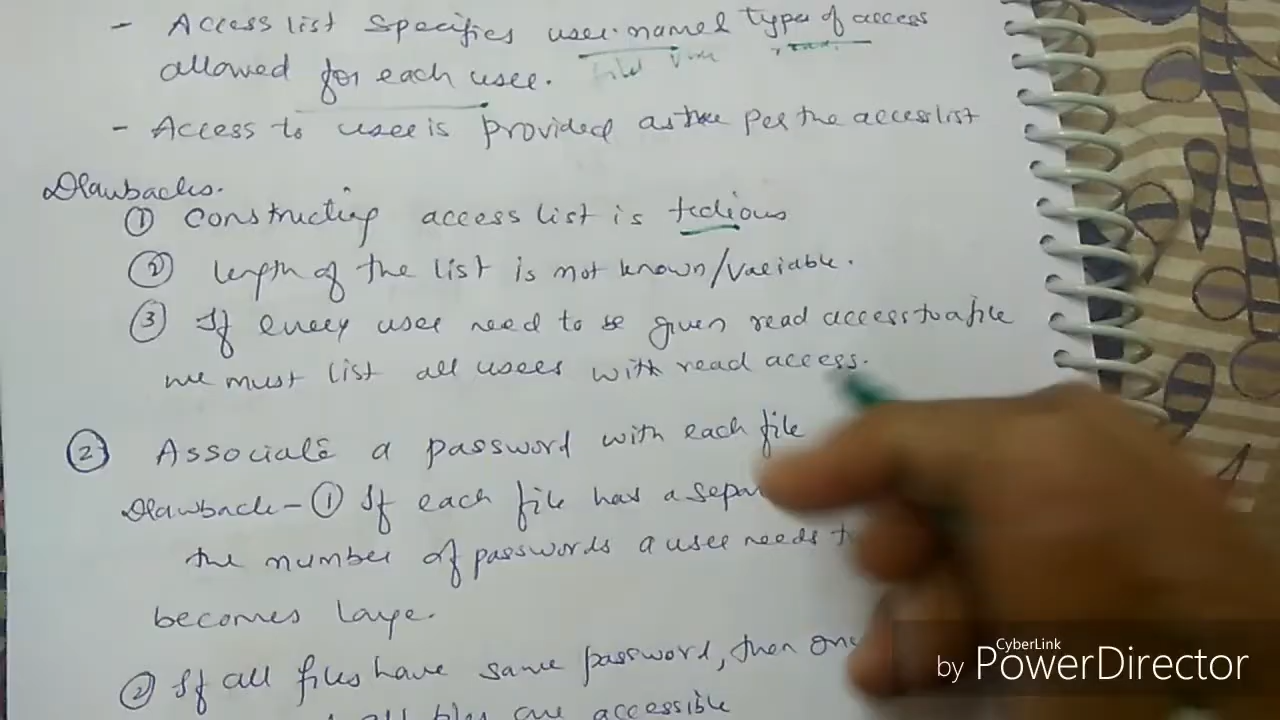 - Access list specifies user name & type of access
allowed for each user.
- Access to user is provided as the per the access list
Drawbacks.
① Constructing access list is tedious
② length of the list is not known/variable.
③ If every user need to be given read access to a file
we must list all users with read access.
② Associate a password with each file
Drawback - ① If each file has a separ
the number of passwords a user needs t
becomes large.
② If all files have same password, then onc
all files are accessible
CyberLink
by PowerDirector